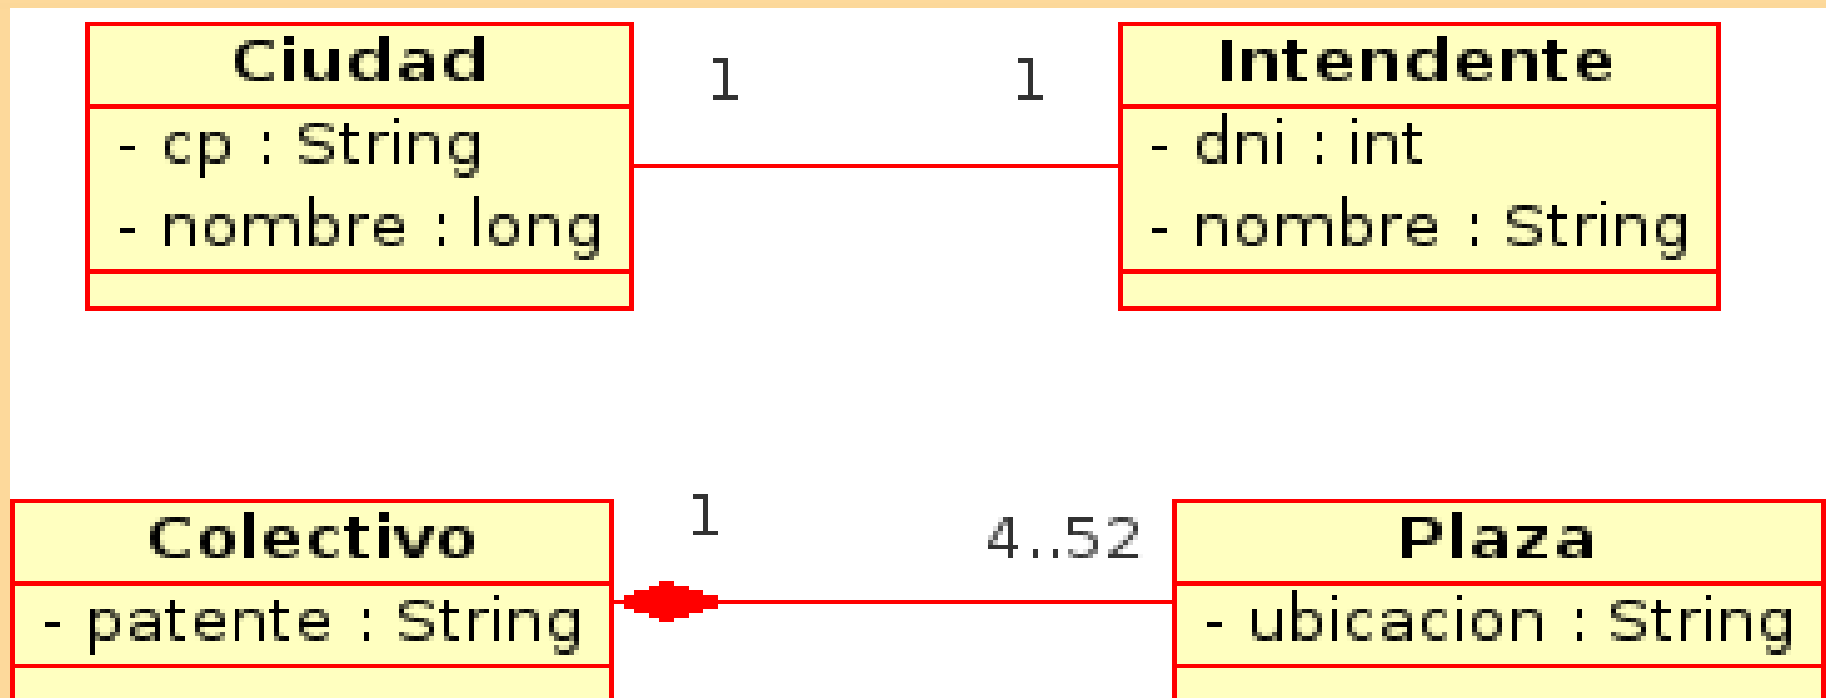 Ciudad
- cp : String
- nombre : long
1
1
Intendente
- dni : int
- nombre : String
Colectivo
- patente : String
1
4..52
Plaza
- ubicacion : String